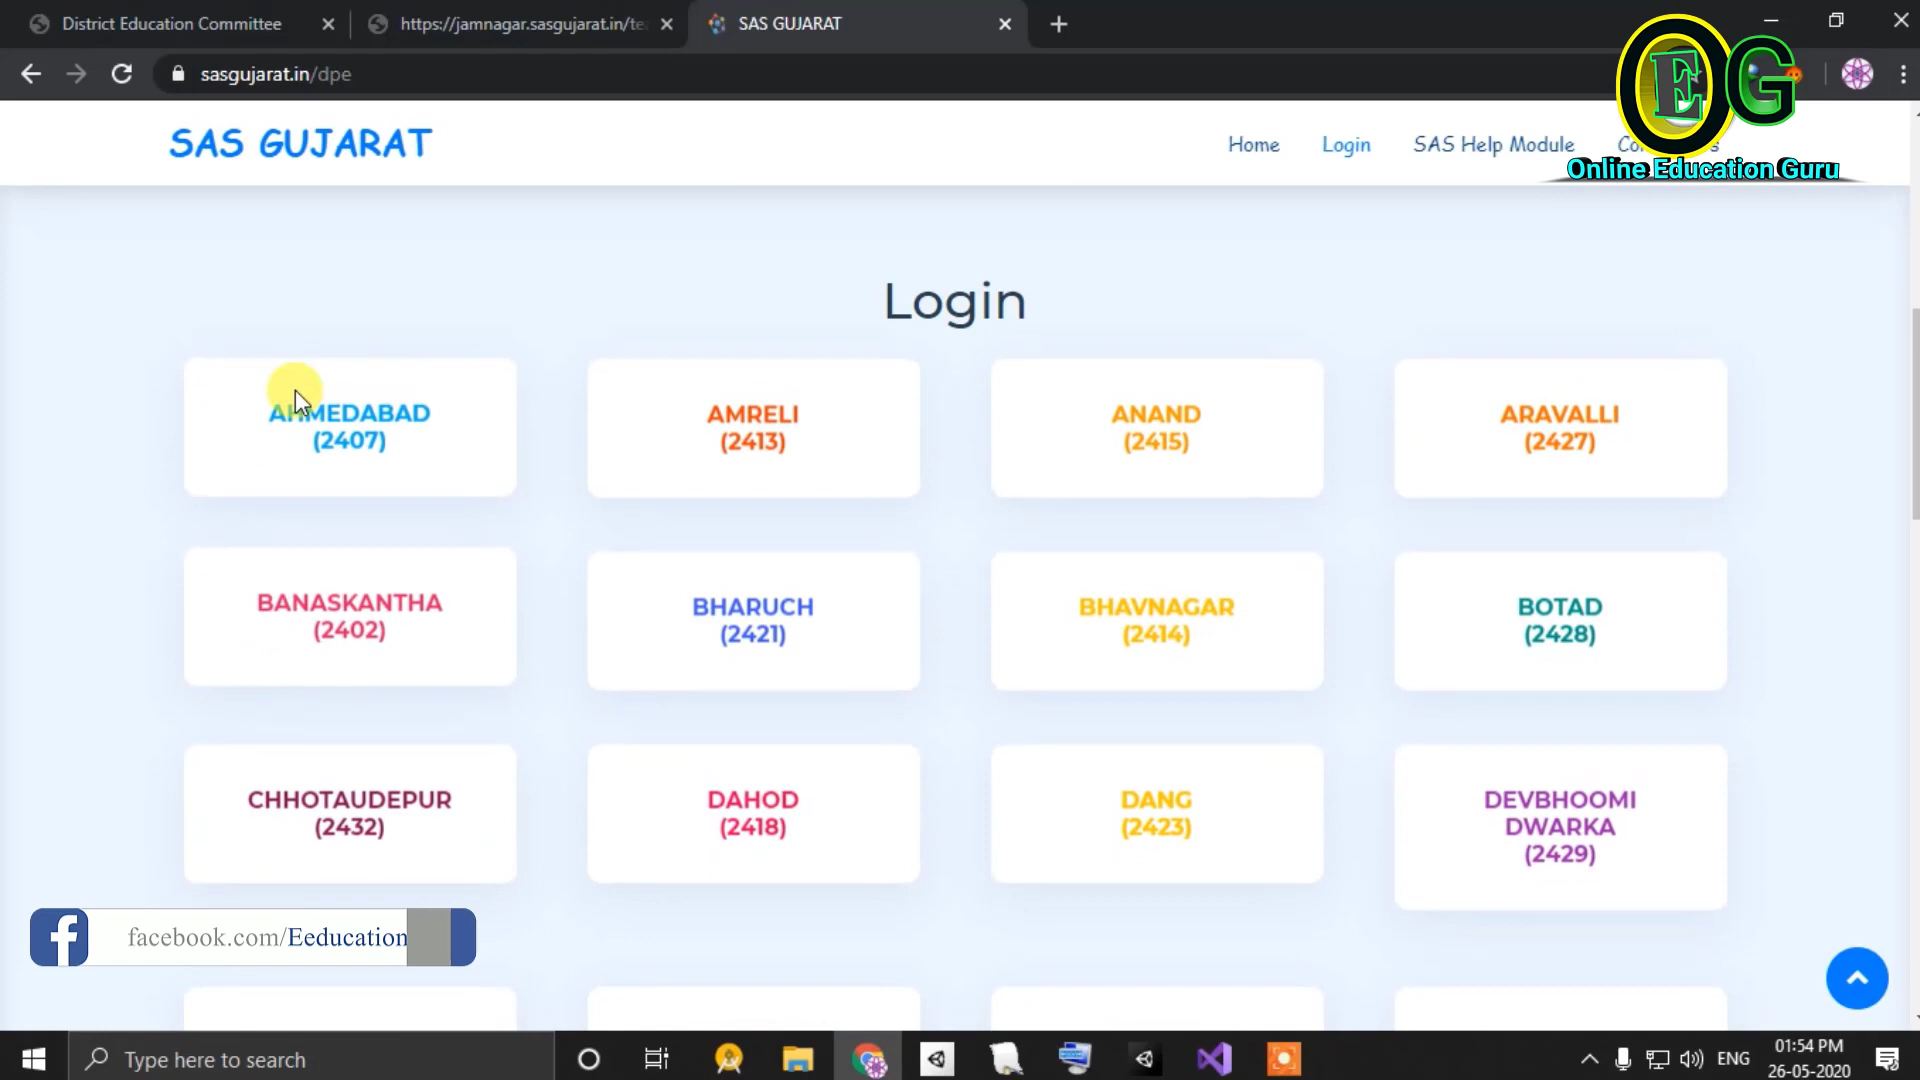 District Education Committee
https://jamnagar.sasgujarat.in/te
SAS GUJARAT
sasgujarat.in/dpe
SAS GUJARAT
Home
Login
SAS Help Module
OEG
Online Education Guru
Login
AHMEDABAD
(2407)
AMRELI
(2413)
ANAND
(2415)
ARAVALLI
(2427)
BANASKANTHA
(2402)
BHARUCH
(2421)
BHAVNAGAR
(2414)
BOTAD
(2428)
CHHOTAUDEPUR
(2432)
DAHOD
(2418)
DANG
(2423)
DEVBHOOMI
DWARKA
(2429)
facebook.com/Eeducation
Type here to search
ENG
01:54 PM
26-05-2020